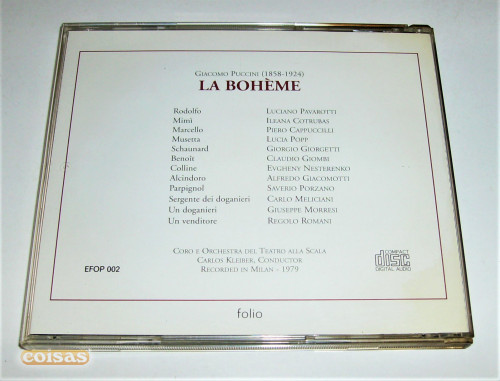 GIACOMO PUCCINI (1858-1924)
LA BOHÈME
Rodolfo LUCIANO PAVAROTTI
Mimì ILEANA COTRUBAS
Marcello PIERO CAPPUCCILLI
Musetta LUCIA POPP
Schaunard GIORGIO GIORGETTI
Benoît CLAUDIO GIOMBI
Colline EVGHENY NESTERENKO
Alcindoro ALFREDO GIACOMOTTI
Parpignol SAVERIO PORZANO
Sergente dei doganieri CARLO MELICIANI
Un doganieri GIUSEPPE MORRESI
Un venditore REGOLO ROMANI
CORO E ORCHESTRA DEL TEATRO ALLA SCALA
CARLOS KLEIBER, CONDUCTOR
RECORDED IN MILAN - 1979
EFOP 002
COMPACT
disc
DIGITAL AUDIO
folio
coisas